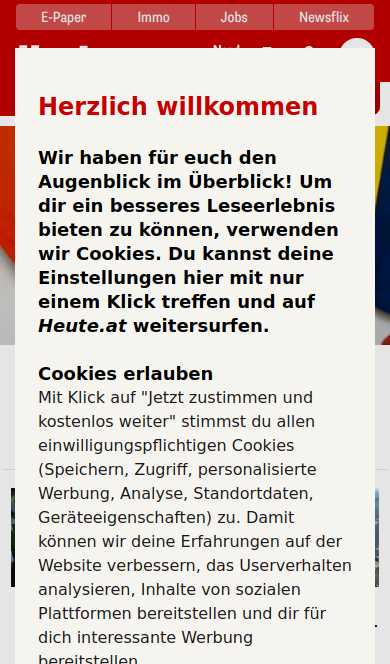 E-Paper
Immo
Jobs
Newsflix
Herzlich willkommen
Wir haben für euch den
Augenblick im Überblick! Um
dir ein besseres Leseerlebnis
bieten zu können, verwenden
wir Cookies. Du kannst deine
Einstellungen hier mit nur
einem Klick treffen und auf
Heute.at weitersurfen.
Cookies erlauben
Mit Klick auf "Jetzt zustimmen und
kostenlos weiter" stimmst du allen
einwilligungspflichtigen Cookies
(Speichern, Zugriff, personalisierte
Werbung, Analyse, Standortdaten,
Geräteeigenschaften) zu. Damit
können wir deine Erfahrungen auf der
Website verbessern, das Userverhalten
analysieren, Inhalte von sozialen
Plattformen bereitstellen und dir für
dich interessante Werbung
bereitstellen